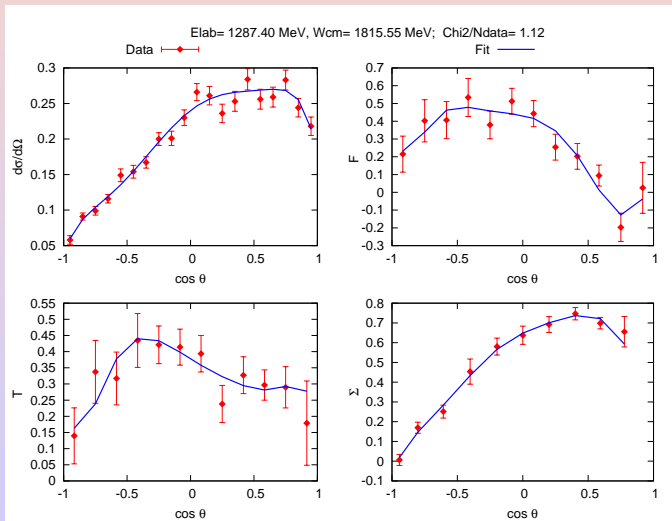 Elab= 1287.40 MeV, Wcm= 1815.55 MeV;  Chi2/Ndata= 1.12
Data Fit
0.3
0.25
0.2
0.15
0.1
0.05
dσ/dΩ
-1 -0.5 0 0.5 1
cos θ
0.7
0.6
0.5
0.4
0.3
0.2
0.1
0
-0.1
-0.2
-0.3
F
-1 -0.5 0 0.5 1
cos θ
0.55
0.5
0.45
0.4
0.35
0.3
0.25
0.2
0.15
0.1
0.05
0
T
-1 -0.5 0 0.5 1
cos θ
0.8
0.7
0.6
0.5
0.4
0.3
0.2
0.1
0
-0.1
Σ
-1 -0.5 0 0.5 1
cos θ